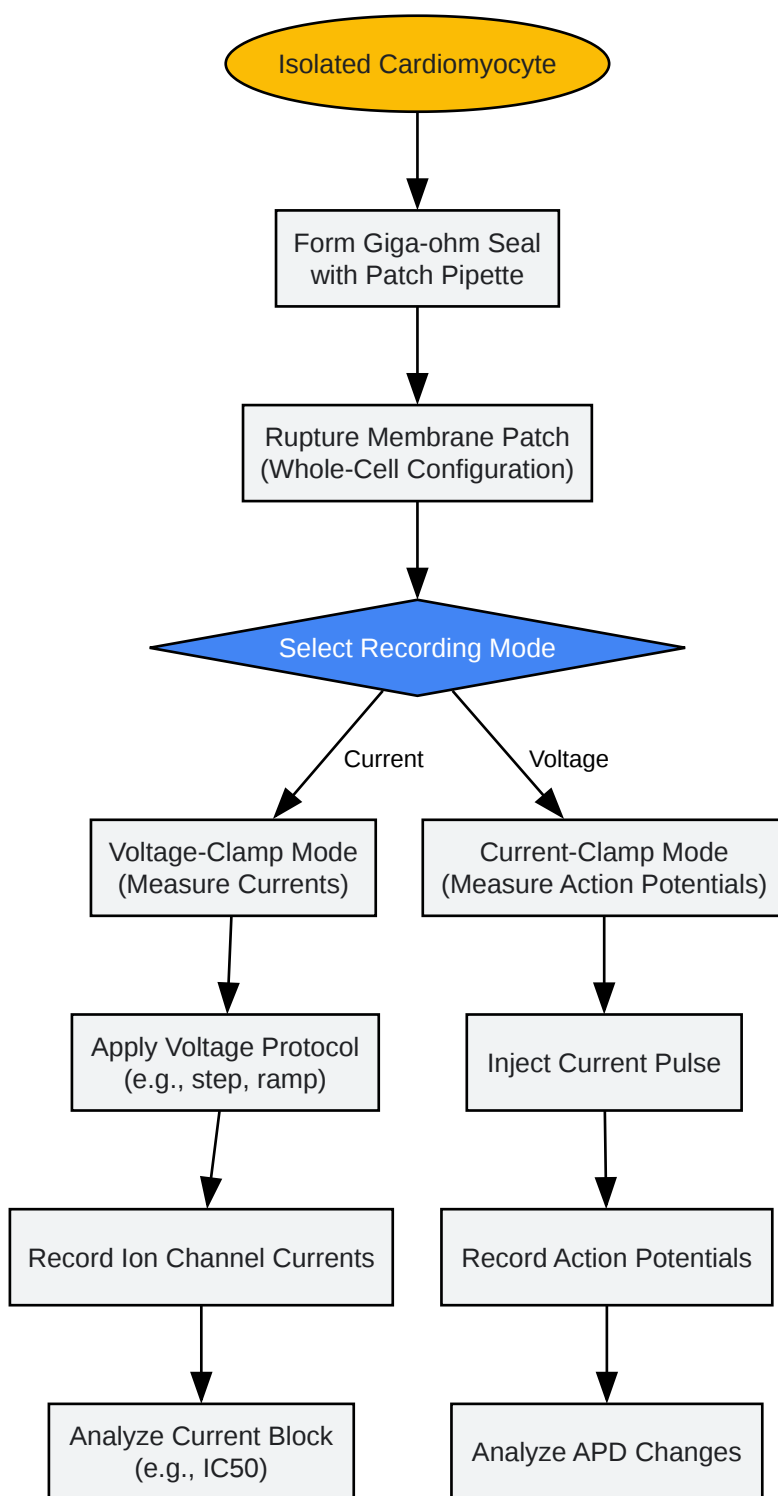 Isolated Cardiomyocyte
Form Giga-ohm Seal
with Patch Pipette
Rupture Membrane Patch
(Whole-Cell Configuration)
Select Recording Mode
Current
Voltage
Voltage-Clamp Mode
(Measure Currents)
Current-Clamp Mode
(Measure Action Potentials)
Apply Voltage Protocol
(e.g., step, ramp)
Inject Current Pulse
Record Ion Channel Currents
Record Action Potentials
Analyze Current Block
(e.g., IC50)
Analyze APD Changes